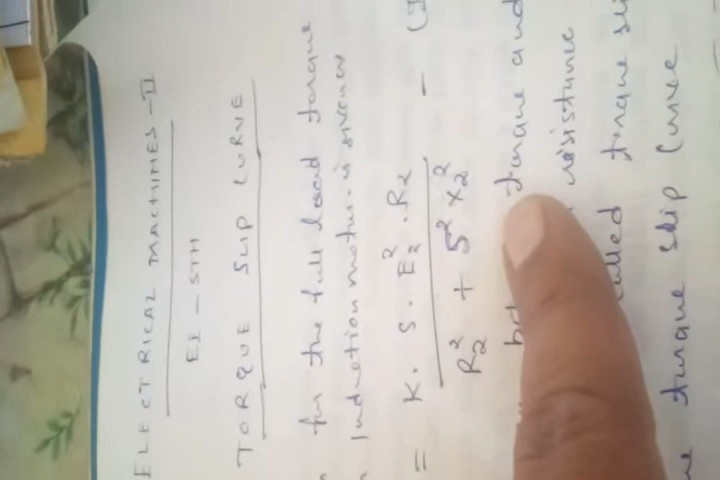 ELECTRICAL MACHINES - II
EE - 5TH
TORQUE SLIP CURVE
for the full load torque
Induction motor is given
= K. S. E₂². R₂ -
R₂² + S² X₂²
torque and
resistance
called torque
torque slip curve